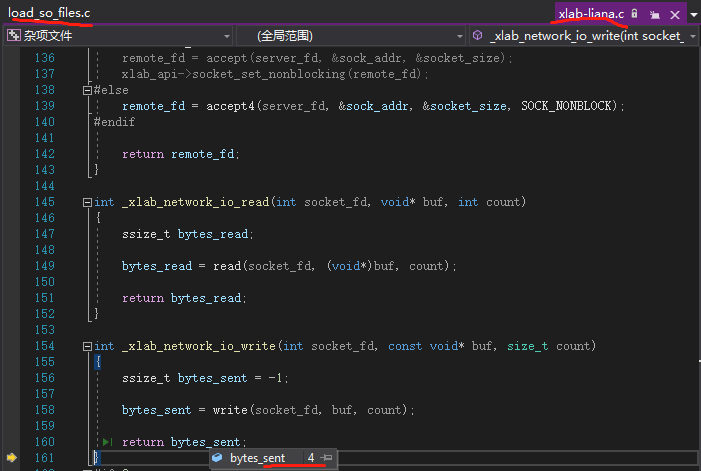 load_so_files.c
xlab-liana.c
杂项文件
(全局范围)
_xlab_network_io_write(int socket_
136 remote_fd = accept(server_fd, &sock_addr, &socket_size);
137 xlab_api->socket_set_nonblocking(remote_fd);
138 #else
139 remote_fd = accept4(server_fd, &sock_addr, &socket_size, SOCK_NONBLOCK);
140 #endif
141
142 return remote_fd;
143 }
144
145 int _xlab_network_io_read(int socket_fd, void* buf, int count)
146 {
147 ssize_t bytes_read;
148
149 bytes_read = read(socket_fd, (void*)buf, count);
150
151 return bytes_read;
152 }
153
154 int _xlab_network_io_write(int socket_fd, const void* buf, size_t count)
155 {
156 ssize_t bytes_sent = -1;
157
158 bytes_sent = write(socket_fd, buf, count);
159
160 return bytes_sent;
161 }
bytes_sent 4